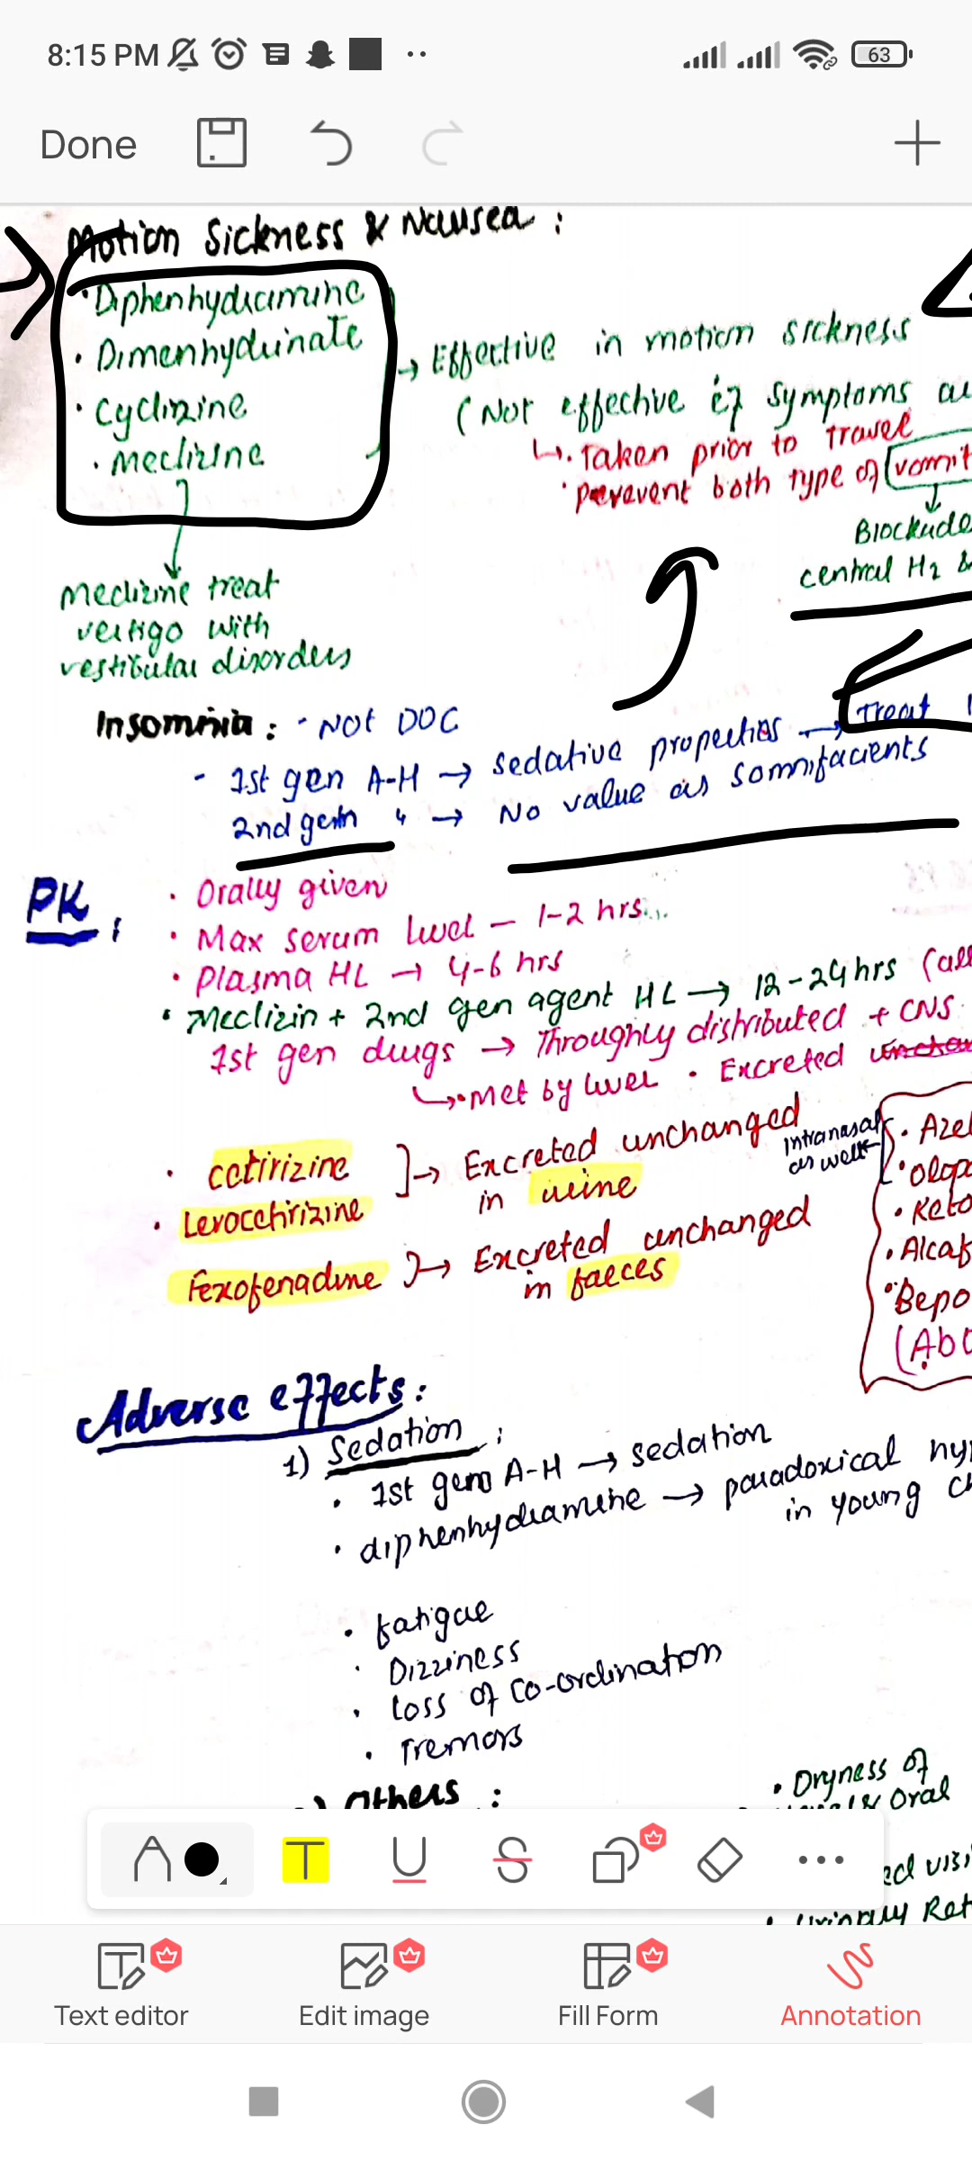 8:15 PM
63
Done
Motion Sickness & Nausea :
· Diphenhydramine
· Dimenhydrinate
· Cyclizine
· Meclizine
→ Effective in motion sickness
(Not effective if symptoms
↳ · Taken prior to travel
· prevent both type of vomit
Blockade
central H2 &
meclizine treat
vertigo with
vestibular disorders
Insomnia : - NOT DOC
- 1st gen A-H → sedative properties → Treat
2nd gen " → No value as somnifacients
PK :
· Orally given
· Max serum level - 1-2 hrs
· Plasma HL → 4-6 hrs
· Meclizin + 2nd gen agent HL → 12-24hrs (all
1st gen drugs → Throughly distributed + CNS
↳ · Met by liver · Excreted
· cetirizine
· Levocetirizine
] → Excreted unchanged
in urine
Fexofenadine } → Excreted unchanged
in faeces
intranasal
as well
· Azel
· Olop
· Keto
· Alcaf
· Bepo
Adverse effects :
1) Sedation :
· 1st gen A-H → sedation
· diphenhydramine → paradoxical hy
in young
· fatigue
· Dizziness
· Loss of Co-ordination
· Tremors
Others :
· Dryness of
& Oral
· Urinary Ret
T
U
S
Text editor
Edit image
Fill Form
Annotation